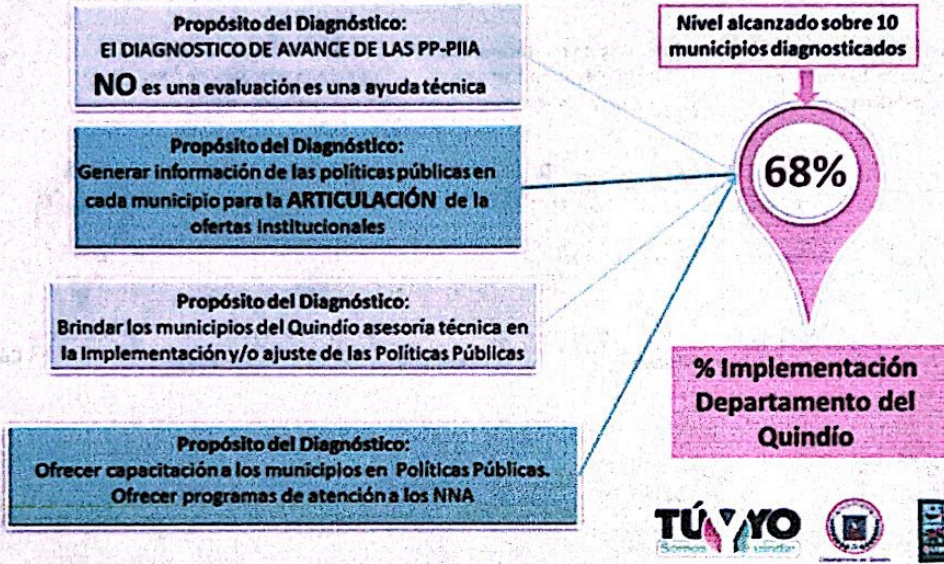 Propósito del Diagnóstico:
El DIAGNOSTICO DE AVANCE DE LAS PP-PIIA
NO es una evaluación es una ayuda técnica
Propósito del Diagnóstico:
Generar información de las políticas públicas en
cada municipio para la ARTICULACIÓN de la
ofertas institucionales
Propósito del Diagnóstico:
Brindar los municipios del Quindío asesoría técnica en
la Implementación y/o ajuste de las Políticas Públicas
Propósito del Diagnóstico:
Ofrecer capacitación a los municipios en Políticas Públicas.
Ofrecer programas de atención a los NNA
Nivel alcanzado sobre 10
municipios diagnosticados
68%
% Implementación
Departamento del
Quindío
TÚ Y YO
Somos Quindío